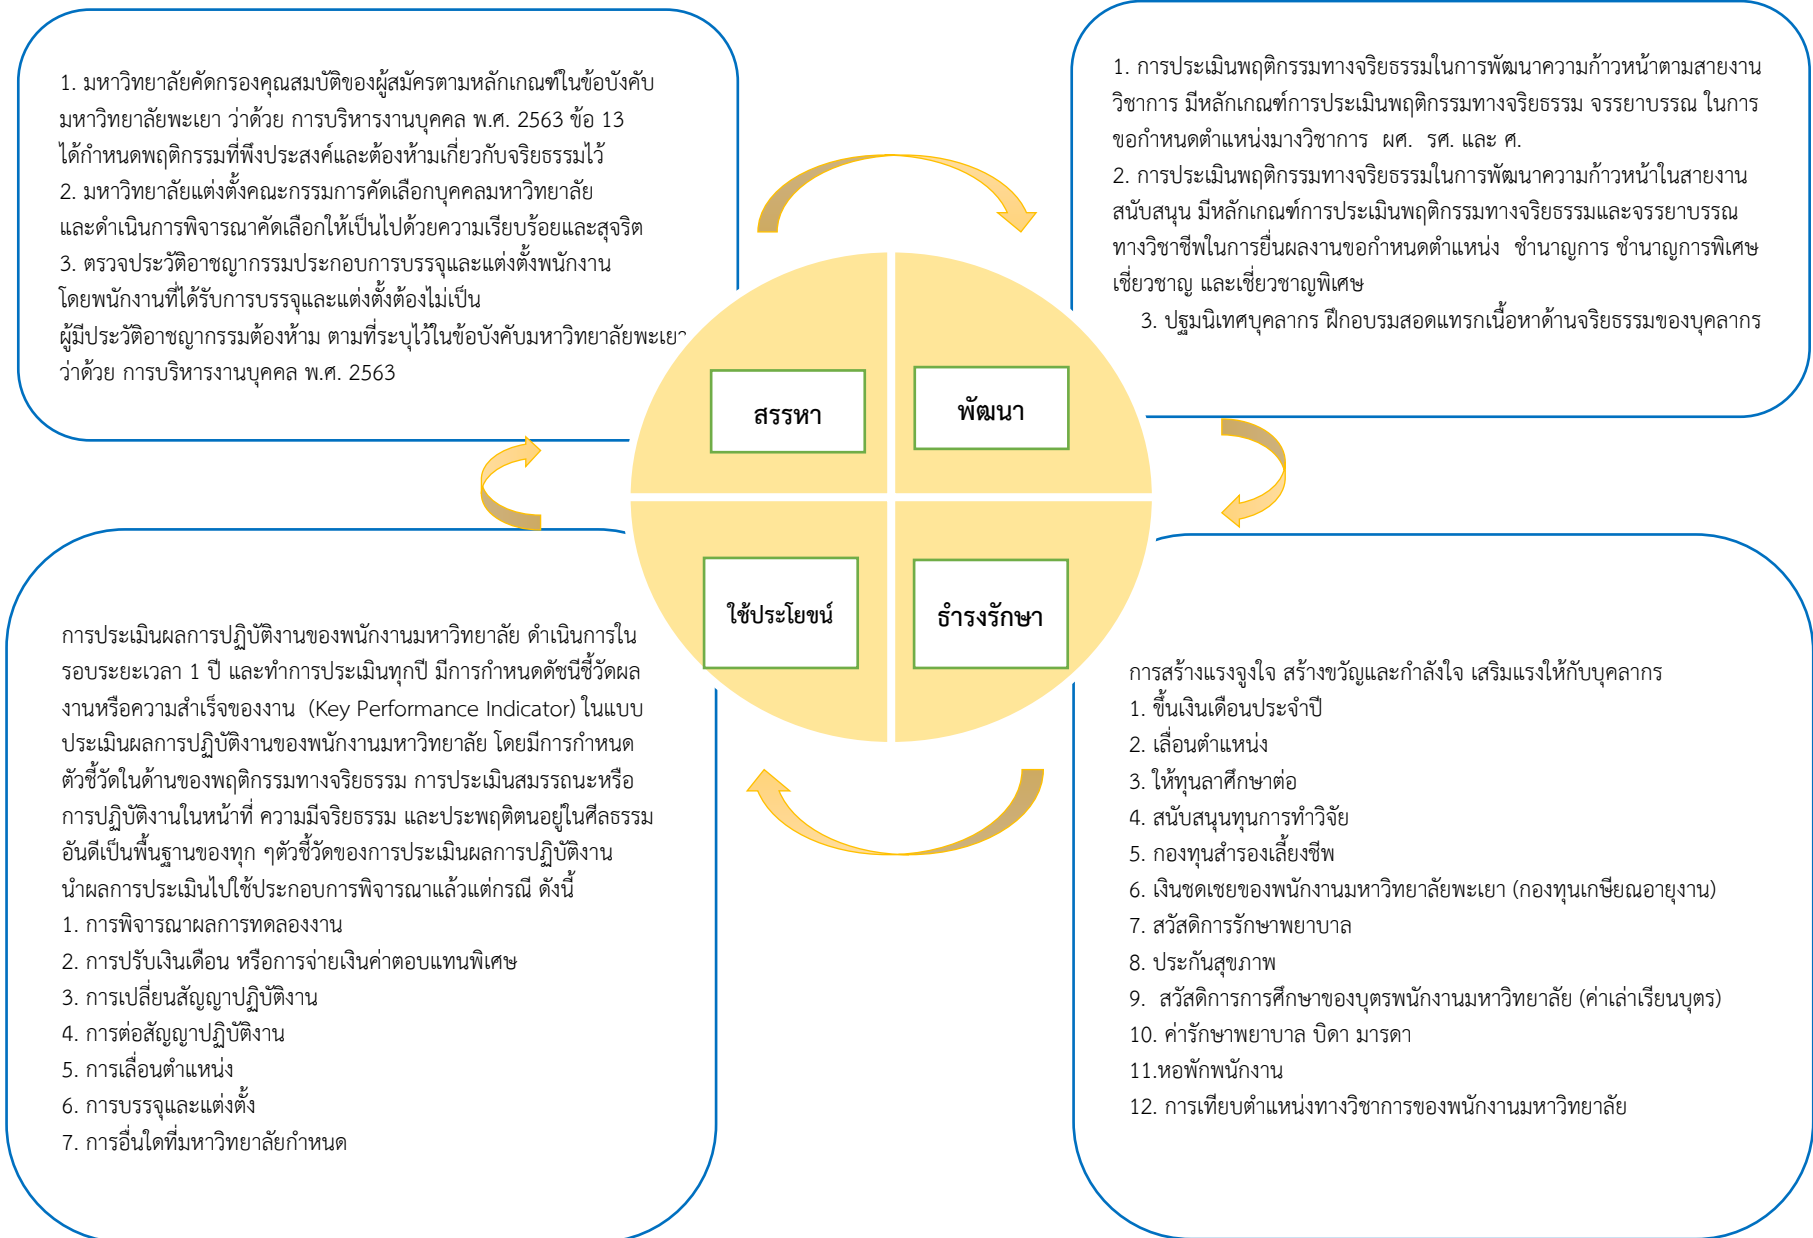 1. มหาวิทยาลัยคัดกรองคุณสมบัติของผู้สมัครตามหลักเกณฑ์ในข้อบังคับ
มหาวิทยาลัยพะเยา ว่าด้วย การบริหารงานบุคคล พ.ศ. 2563 ข้อ 13
ได้กำหนดพฤติกรรมที่พึงประสงค์และต้องห้ามเกี่ยวกับจริยธรรมไว้
2. มหาวิทยาลัยแต่งตั้งคณะกรรมการคัดเลือกบุคคลมหาวิทยาลัย
และดำเนินการพิจารณาคัดเลือกให้เป็นไปด้วยความเรียบร้อยและสุจริต
3. ตรวจประวัติอาชญากรรมประกอบการบรรจุและแต่งตั้งพนักงาน
โดยพนักงานที่ได้รับการบรรจุและแต่งตั้งต้องไม่เป็น
ผู้มีประวัติอาชญากรรมต้องห้าม ตามที่ระบุไว้ในข้อบังคับมหาวิทยาลัยพะเยา
ว่าด้วย การบริหารงานบุคคล พ.ศ. 2563
1. การประเมินพฤติกรรมทางจริยธรรมในการพัฒนาความก้าวหน้าตามสายงาน
วิชาการ มีหลักเกณฑ์การประเมินพฤติกรรมทางจริยธรรม จรรยาบรรณ ในการ
ขอกำหนดตำแหน่งมางวิชาการ ผศ. รศ. และ ศ.
2. การประเมินพฤติกรรมทางจริยธรรมในการพัฒนาความก้าวหน้าในสายงาน
สนับสนุน มีหลักเกณฑ์การประเมินพฤติกรรมทางจริยธรรมและจรรยาบรรณ
ทางวิชาชีพในการยื่นผลงานขอกำหนดตำแหน่ง ชำนาญการ ชำนาญการพิเศษ
เชี่ยวชาญ และเชี่ยวชาญพิเศษ
3. ปฐมนิเทศบุคลากร ฝึกอบรมสอดแทรกเนื้อหาด้านจริยธรรมของบุคลากร
สรรหา
พัฒนา
ใช้ประโยขน์
ธำรงรักษา
การประเมินผลการปฏิบัติงานของพนักงานมหาวิทยาลัย ดำเนินการใน
รอบระยะเวลา 1 ปี และทำการประเมินทุกปี มีการกำหนดดัชนีชี้วัดผล
งานหรือความสำเร็จของงาน (Key Performance Indicator) ในแบบ
ประเมินผลการปฏิบัติงานของพนักงานมหาวิทยาลัย โดยมีการกำหนด
ตัวชี้วัดในด้านของพฤติกรรมทางจริยธรรม การประเมินสมรรถนะหรือ
การปฏิบัติงานในหน้าที่ ความมีจริยธรรม และประพฤติตนอยู่ในศีลธรรม
อันดีเป็นพื้นฐานของทุก ๆตัวชี้วัดของการประเมินผลการปฏิบัติงาน
นำผลการประเมินไปใช้ประกอบการพิจารณาแล้วแต่กรณี ดังนี้
1. การพิจารณาผลการทดลองงาน
2. การปรับเงินเดือน หรือการจ่ายเงินค่าตอบแทนพิเศษ
3. การเปลี่ยนสัญญาปฏิบัติงาน
4. การต่อสัญญาปฏิบัติงาน
5. การเลื่อนตำแหน่ง
6. การบรรจุและแต่งตั้ง
7. การอื่นใดที่มหาวิทยาลัยกำหนด
การสร้างแรงจูงใจ สร้างขวัญและกำลังใจ เสริมแรงให้กับบุคลากร
1. ขึ้นเงินเดือนประจำปี
2. เลื่อนตำแหน่ง
3. ให้ทุนลาศึกษาต่อ
4. สนับสนุนทุนการทำวิจัย
5. กองทุนสำรองเลี้ยงชีพ
6. เงินชดเชยของพนักงานมหาวิทยาลัยพะเยา (กองทุนเกษียณอายุงาน)
7. สวัสดิการรักษาพยาบาล
8. ประกันสุขภาพ
9. สวัสดิการการศึกษาของบุตรพนักงานมหาวิทยาลัย (ค่าเล่าเรียนบุตร)
10. ค่ารักษาพยาบาล บิดา มารดา
11.หอพักพนักงาน
12. การเทียบตำแหน่งทางวิชาการของพนักงานมหาวิทยาลัย